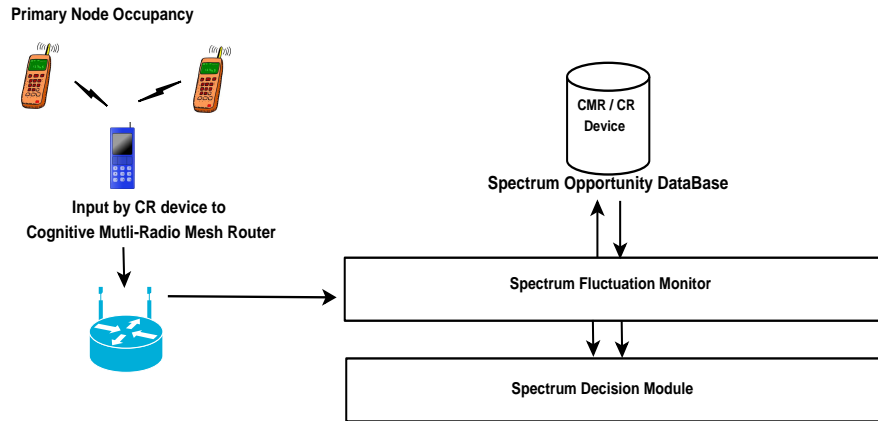 Primary Node Occupancy
CMR / CR
Device
Spectrum Opportunity DataBase
Input by CR device to
Cognitive Mutli-Radio Mesh Router
Spectrum Fluctuation Monitor
Spectrum Decision Module